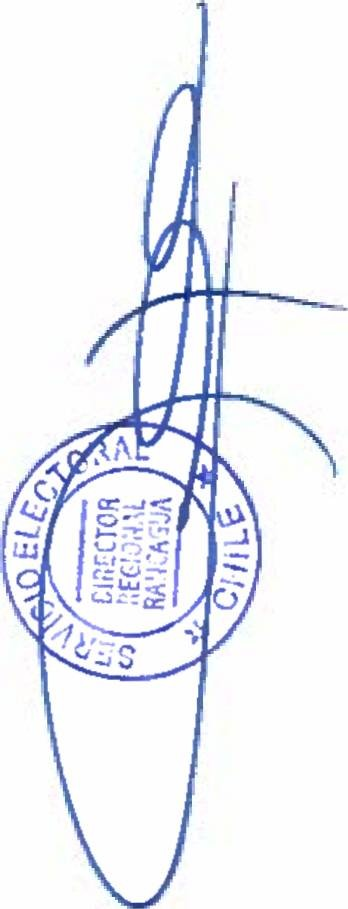 SERVICIO ELECTORAL
★ CHILE ★
DIRECTOR
REGIONAL
RANCAGUA